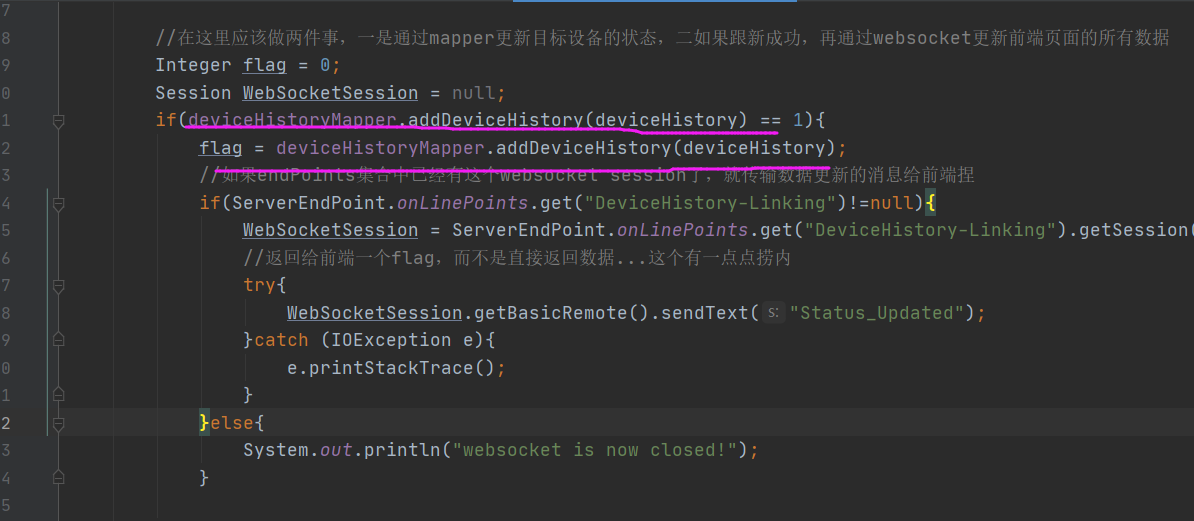 7
8 //在这里应该做两件事，一是通过mapper更新目标设备的状态，二如果跟新成功，再通过websocket更新前端页面的所有数据
9 Integer flag = 0;
0 Session WebSocketSession = null;
1 if(deviceHistoryMapper.addDeviceHistory(deviceHistory) == 1){
2 flag = deviceHistoryMapper.addDeviceHistory(deviceHistory);
3 //如果endPoints集合中已经有这个websocket session了，就传输数据更新的消息给前端捏
4 if(ServerEndPoint.onLinePoints.get("DeviceHistory-Linking")!=null){
5 WebSocketSession = ServerEndPoint.onLinePoints.get("DeviceHistory-Linking").getSession(
6 //返回给前端一个flag，而不是直接返回数据...这个有一点点捞内
7 try{
8 WebSocketSession.getBasicRemote().sendText( s: "Status_Updated");
9 }catch (IOException e){
0 e.printStackTrace();
1 }
2 }else{
3 System.out.println("websocket is now closed!");
4 }
5